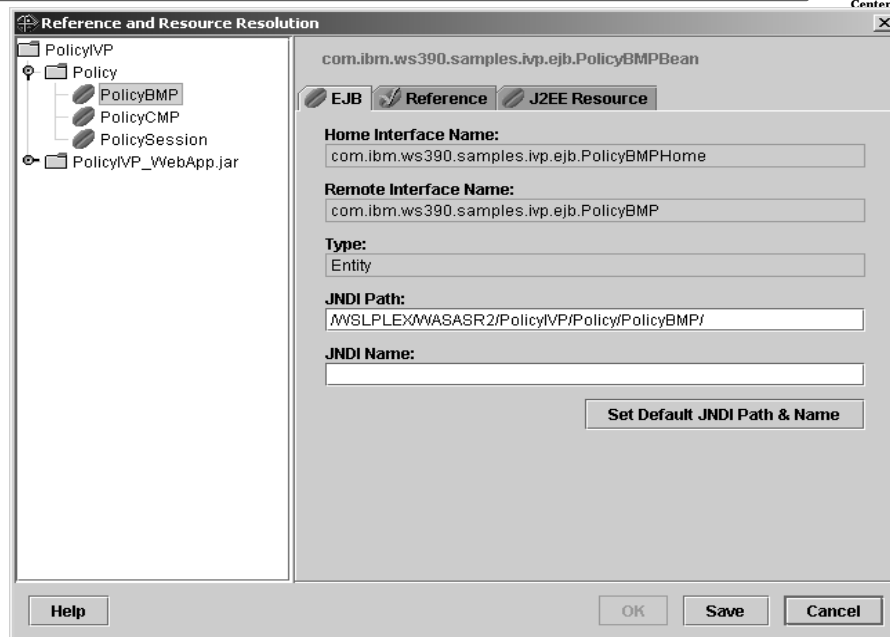 Center
Reference and Resource Resolution
PolicyIVP
Policy
PolicyBMP
PolicyCMP
PolicySession
PolicyIVP_WebApp.jar
com.ibm.ws390.samples.ivp.ejb.PolicyBMPBean
EJB Reference J2EE Resource
Home Interface Name:
com.ibm.ws390.samples.ivp.ejb.PolicyBMPHome
Remote Interface Name:
com.ibm.ws390.samples.ivp.ejb.PolicyBMP
Type:
Entity
JNDI Path:
/WSLPLEX/WASASR2/PolicyIVP/Policy/PolicyBMP/
JNDI Name:
Set Default JNDI Path & Name
Help OK Save Cancel